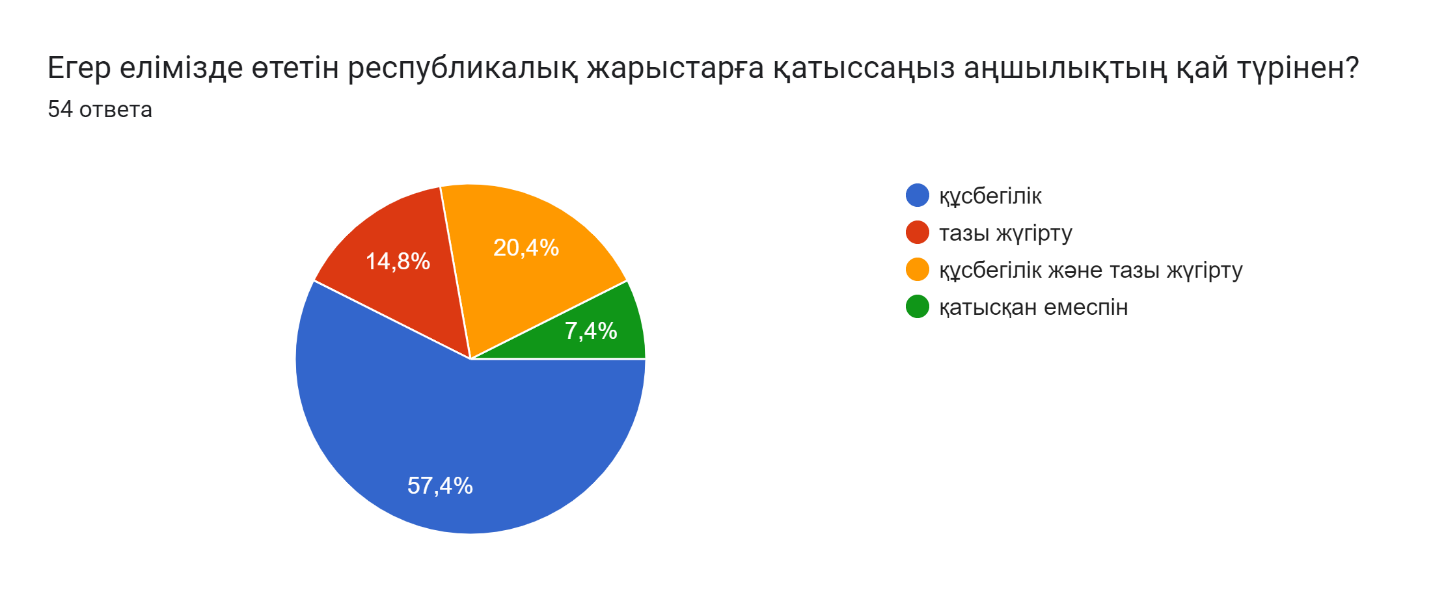 Егер елімізде өтетін республикалық жарыстарға қатыссаңыз аңшылықтың қай түрінен?
54 ответа
14,8%
20,4%
7,4%
57,4%
құсбегілік
тазы жүгірту
құсбегілік және тазы жүгірту
қатысқан емеспін